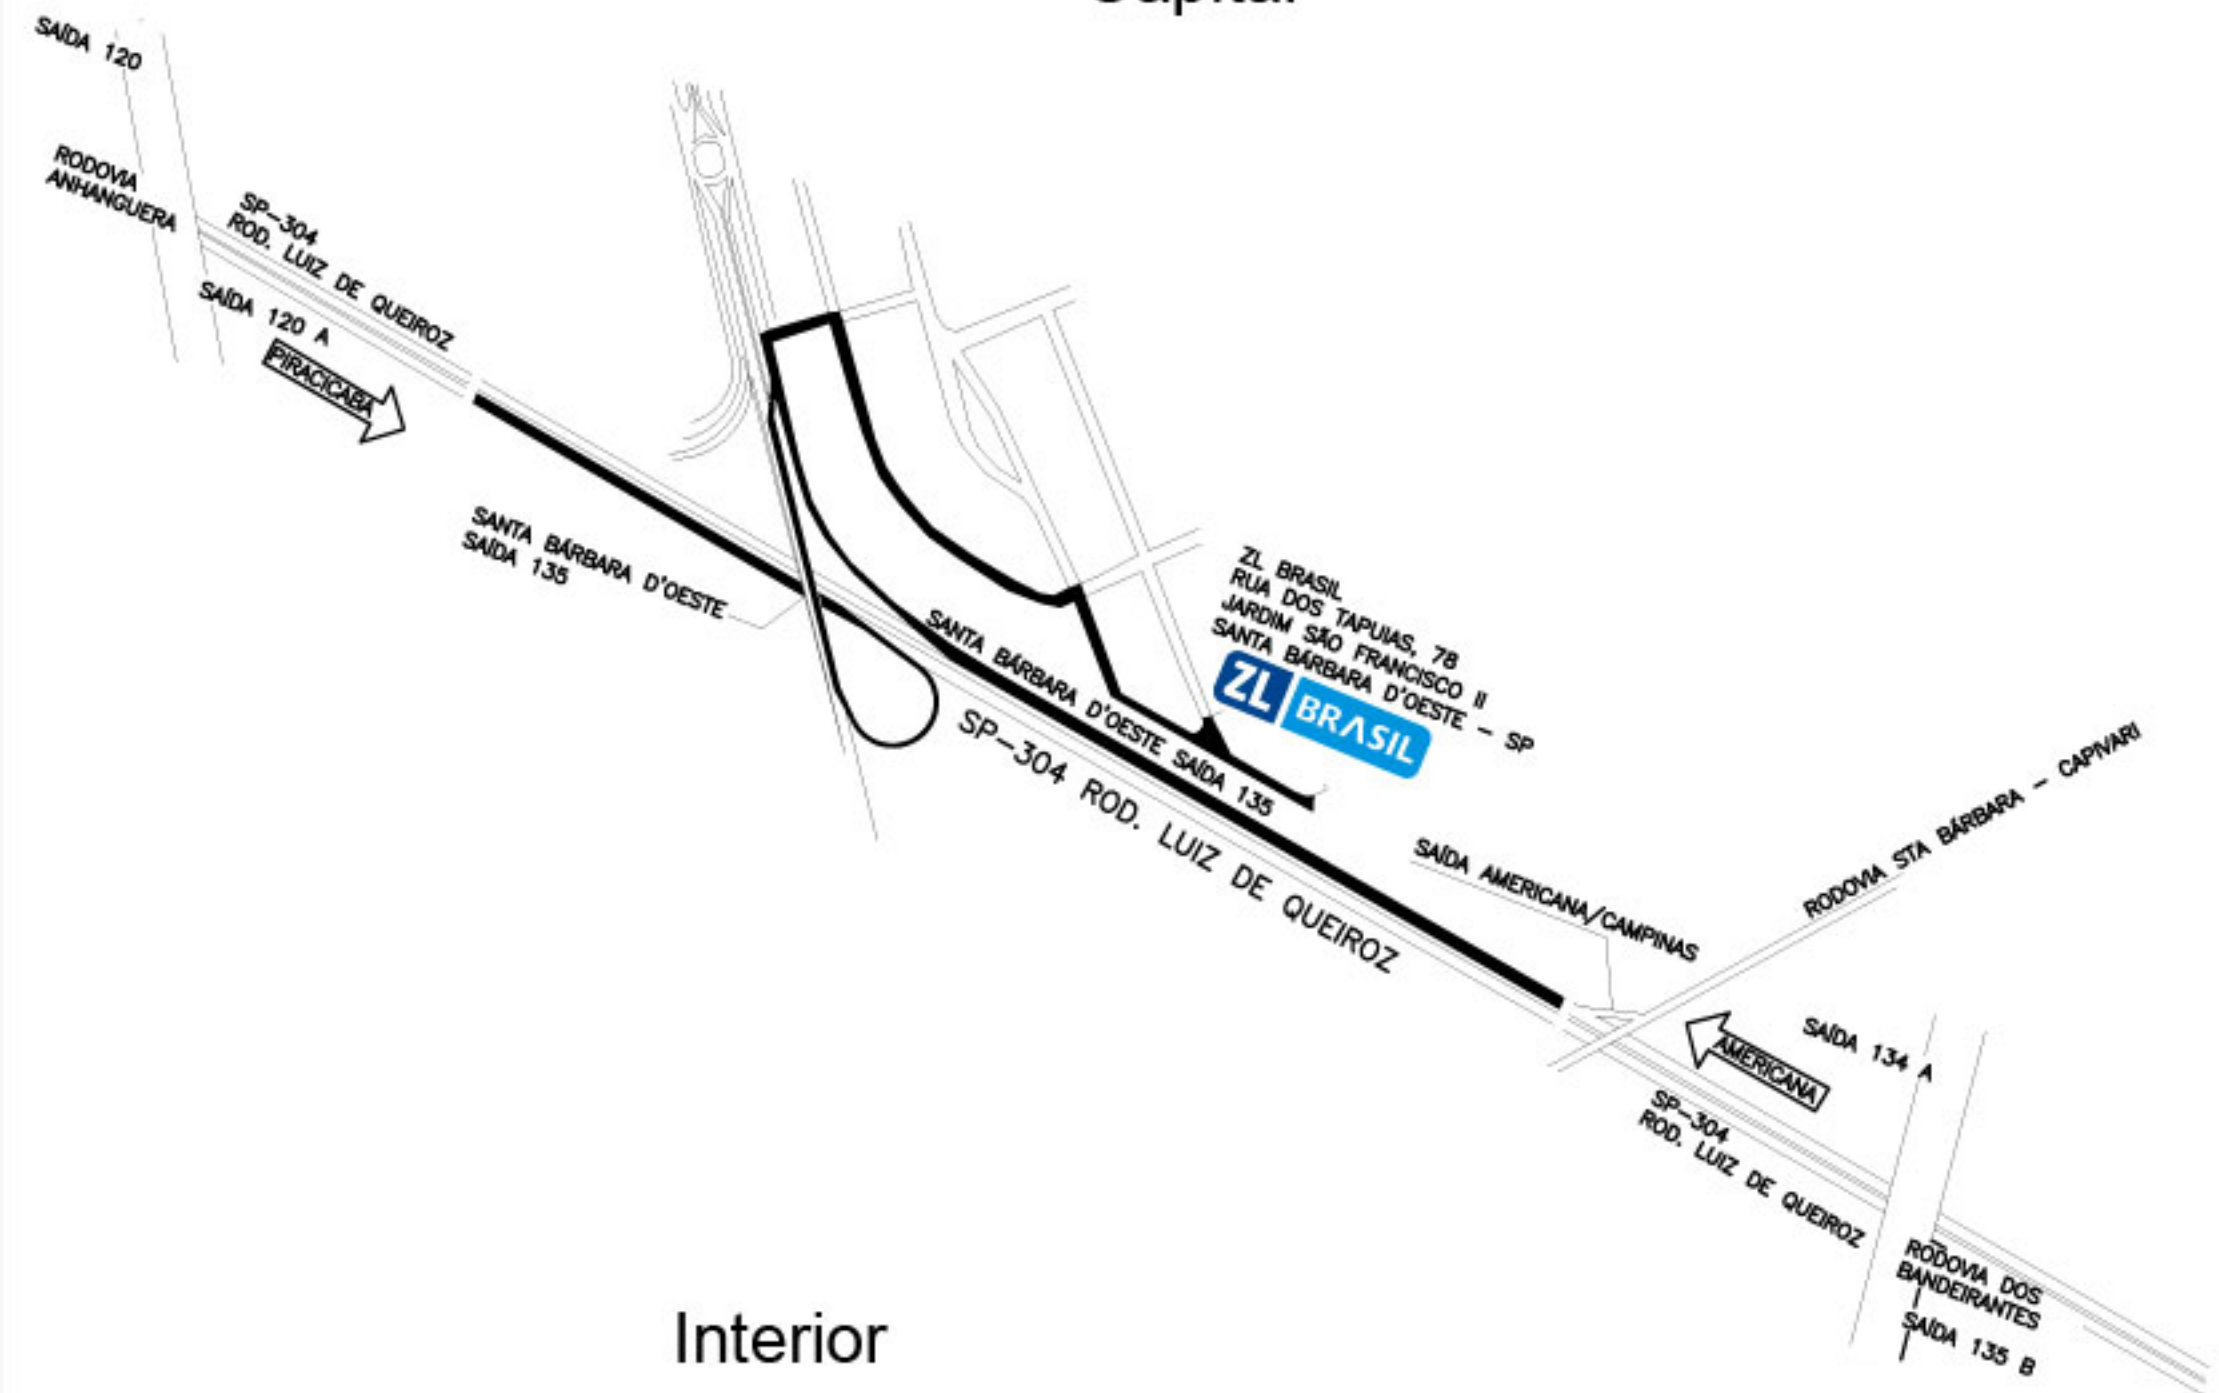 Capital
SAÍDA 120
RODOVIA
ANHANGUERA
SP-304
ROD. LUIZ DE QUEIROZ
SAÍDA 120 A
PIRACICABA
SANTA BÁRBARA D'OESTE
SAÍDA 135
ZL BRASIL
RUA DOS TAPUIAS, 78
JARDIM SÃO FRANCISCO II
SANTA BÁRBARA D'OESTE - SP
ZL BRASIL
SANTA BÁRBARA D'OESTE SAÍDA 135
SP-304 ROD. LUIZ DE QUEIROZ
SAÍDA AMERICANA/CAMPINAS
RODOVIA STA BÁRBARA - CAPIVARI
SAÍDA 134 A
AMERICANA
SP-304
ROD. LUIZ DE QUEIROZ
RODOVIA DOS
BANDEIRANTES
SAÍDA 135 B
Interior